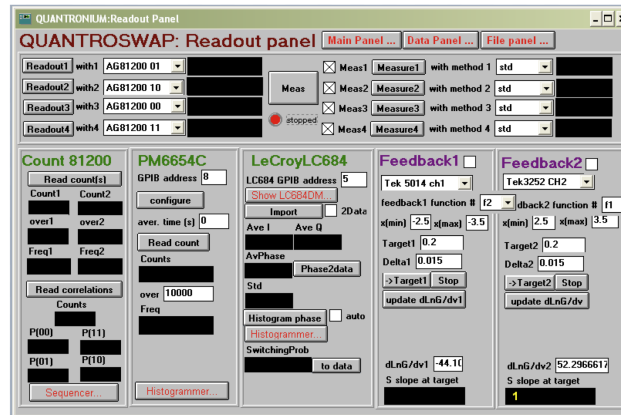 QUANTRONIUM:Readout Panel
QUANTROSWAP: Readout panel Main Panel ... Data Panel ... File panel ...
Readout1 with1 AG81200 01 Meas1 Measure1 with method 1 std
Readout2 with2 AG81200 10 Meas Meas2 Measure2 with method 2 std
Readout3 with3 AG81200 00 Meas3 Measure3 with method 3 std
stopped
Readout4 with4 AG81200 11 Meas4 Measure4 with method 4 std
Count 81200
Read count(s)
Count1 Count2
over1 over2
Freq1 Freq2
Read correlations
Counts
P(00) P(11)
P(01) P(10)
Sequencer...
PM6654C
GPIB address 8
configure
aver. time (s) 0
Read count
Counts
over 10000
Freq
Histogrammer...
LeCroyLC684
LC684 GPIB address 5
Show LC684DM...
Import 2Data
Ave I Ave Q
AvPhase
Phase2data
Std
Histogram phase auto
Histogrammer...
SwitchingProb
to data
Feedback1
Tek 5014 ch1
feedback1 function # f2
x(min) -2.5 x(max) -3.5
Target1 0.2
Delta1 0.015
->Target1 Stop
update dLnG/dv1
dLnG/dv1 -44.10
S slope at target
Feedback2
Tek3252 CH2
dback2 function # f1
x(min) 2.5 x(max) 3.5
Target2 0.2
Delta2 0.015
->Target2 Stop
update dLnG/dv
dLnG/dv2 52.2966617
S slope at target
1